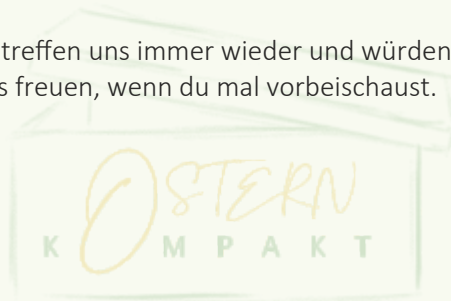 treffen uns immer wieder und würden
s freuen, wenn du mal vorbeischaust.
OSTERN
KOMPAKT